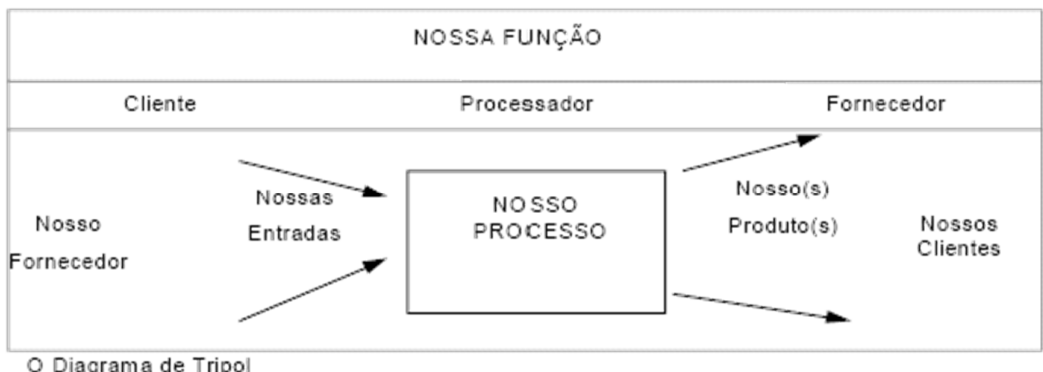 NOSSA FUNÇÃO
Cliente Processador Fornecedor
Nosso
Fornecedor
Nossas
Entradas
NOSSO
PROCESSO
Nosso(s)
Produto(s)
Nossos
Clientes
O Diagrama de Tripol